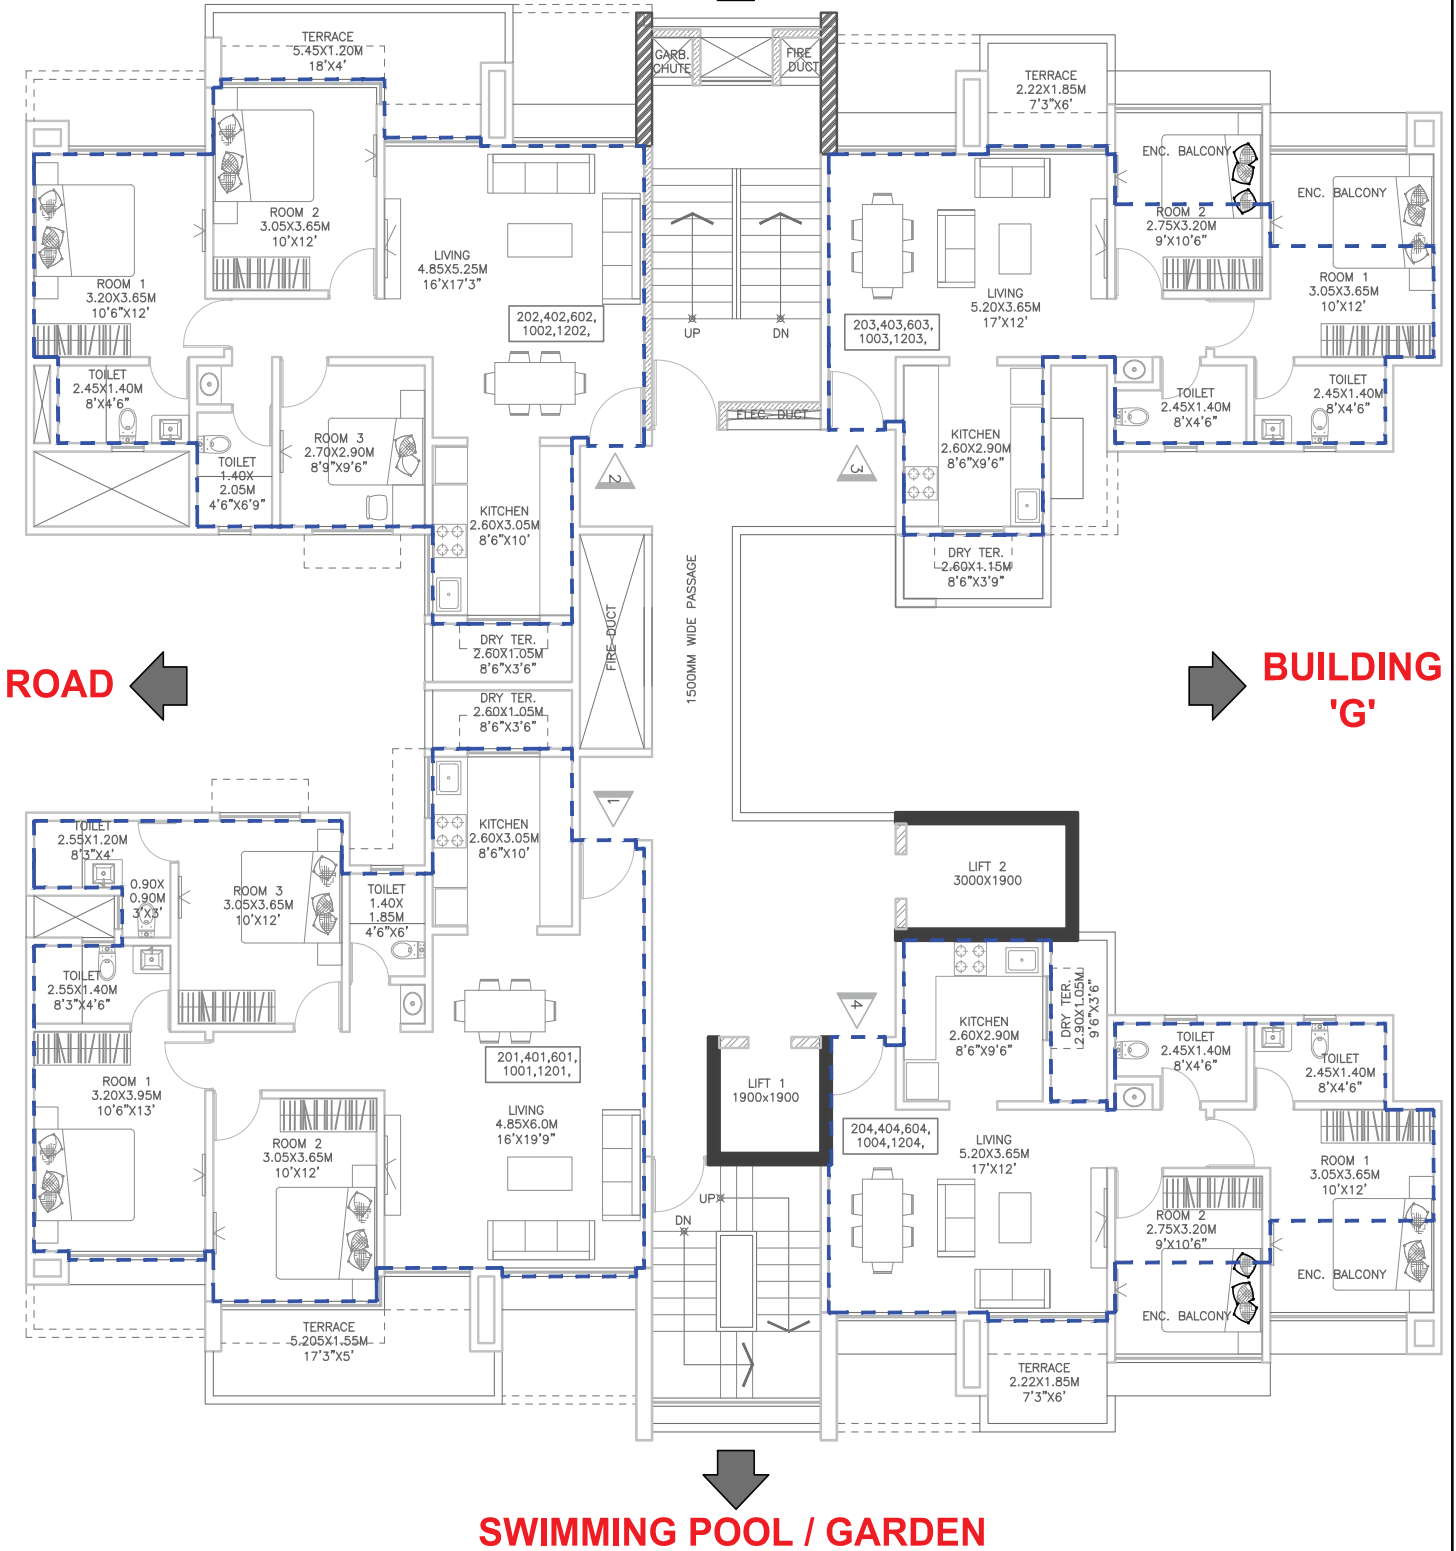 TERRACE
5.45X1.20M
18'X4'
GARB.
CHUTE
FIRE
DUCT
TERRACE
2.22X1.85M
7'3"X6'
ENC. BALCONY
ENC. BALCONY
ROOM 2
3.05X3.65M
10'X12'
ROOM 2
2.75X3.20M
9'X10'6"
LIVING
4.85X5.25M
16'X17'3"
ROOM 1
3.20X3.65M
10'6"X12'
LIVING
5.20X3.65M
17'X12'
ROOM 1
3.05X3.65M
10'X12'
202,402,602,
1002,1202,
UP
DN
203,403,603,
1003,1203,
TOILET
2.45X1.40M
8'X4'6"
TOILET
2.45X1.40M
8'X4'6"
TOILET
2.45X1.40M
8'X4'6"
ELEC. DUCT
ROOM 3
2.70X2.90M
8'9"X9'6"
KITCHEN
2.60X2.90M
8'6"X9'6"
TOILET
1.40X
2.05M
4'6"X6'9"
2
3
KITCHEN
2.60X3.05M
8'6"X10'
DRY TER.
2.60X1.15M
8'6"X3'9"
FIRE DUCT
1500MM WIDE PASSAGE
DRY TER.
2.60X1.05M
8'6"X3'6"
ROAD
BUILDING
'G'
DRY TER.
2.60X1.05M
8'6"X3'6"
1
KITCHEN
2.60X3.05M
8'6"X10'
TOILET
2.55X1.20M
8'3"X4'
0.90X
0.90M
3'X3'
ROOM 3
3.05X3.65M
10'X12'
TOILET
1.40X
1.85M
4'6"X6'
LIFT 2
3000X1900
TOILET
2.55X1.40M
8'3"X4'6"
4
KITCHEN
2.60X2.90M
8'6"X9'6"
DRY TER.
2.90X1.05M
9'6"X3'6"
TOILET
2.45X1.40M
8'X4'6"
TOILET
2.45X1.40M
8'X4'6"
201,401,601,
1001,1201,
ROOM 1
3.20X3.95M
10'6"X13'
LIFT 1
1900x1900
LIVING
4.85X6.0M
16'X19'9"
204,404,604,
1004,1204,
LIVING
5.20X3.65M
17'X12'
ROOM 2
3.05X3.65M
10'X12'
ROOM 1
3.05X3.65M
10'X12'
UP
DN
ROOM 2
2.75X3.20M
9'X10'6"
ENC. BALCONY
ENC. BALCONY
TERRACE
5.205X1.55M
17'3"X5'
TERRACE
2.22X1.85M
7'3"X6'
SWIMMING POOL / GARDEN